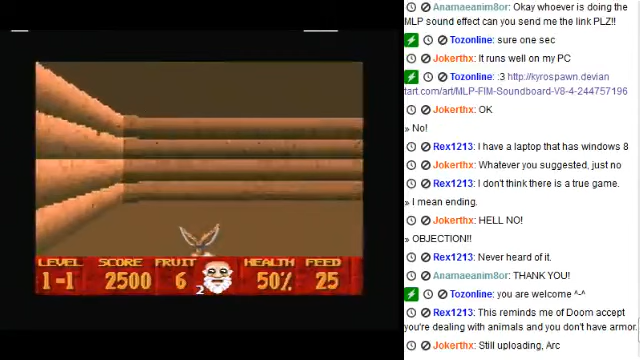 LEVEL SCORE FRUIT HEALTH FEED
1-1 2500 6 2 50% 25
Anamaeanim8or: Okay whoever is doing the
MLP sound effect can you send me the link PLZ!!
Tozonline: sure one sec
Jokerthx: It runs well on my PC
Tozonline: :3 http://kyrospawn.devian
tart.com/art/MLP-FIM-Soundboard-V8-4-244757196
Jokerthx: OK
» No!
Rex1213: I have a laptop that has windows 8
Jokerthx: Whatever you suggested, just no
Rex1213: I don't think there is a true game.
» I mean ending.
Jokerthx: HELL NO!
» OBJECTION!!
Rex1213: Never heard of it.
Anamaeanim8or: THANK YOU!
Tozonline: you are welcome ^-^
Rex1213: This reminds me of Doom accept
you're dealing with animals and you don't have armor.
Jokerthx: Still uploading, Arc